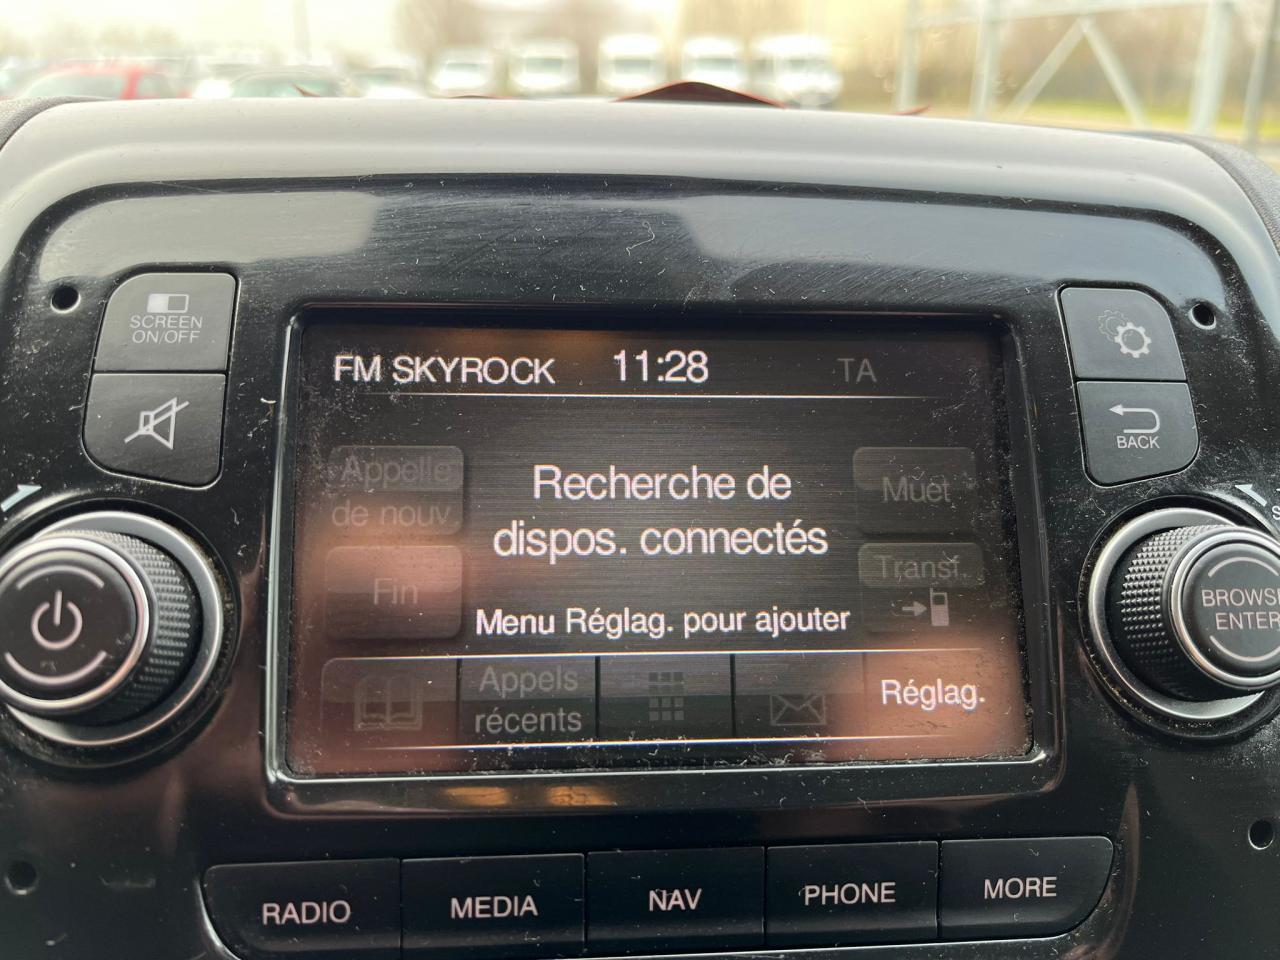 SCREEN
ON/OFF
FM SKYROCK 11:28 TA
BACK
Appelle
de nouv
Recherche de
dispos. connectés
Muet
Fin
Transf.
Menu Réglag. pour ajouter
BROWSE
ENTER
Appels
récents
Réglag.
RADIO MEDIA NAV PHONE MORE